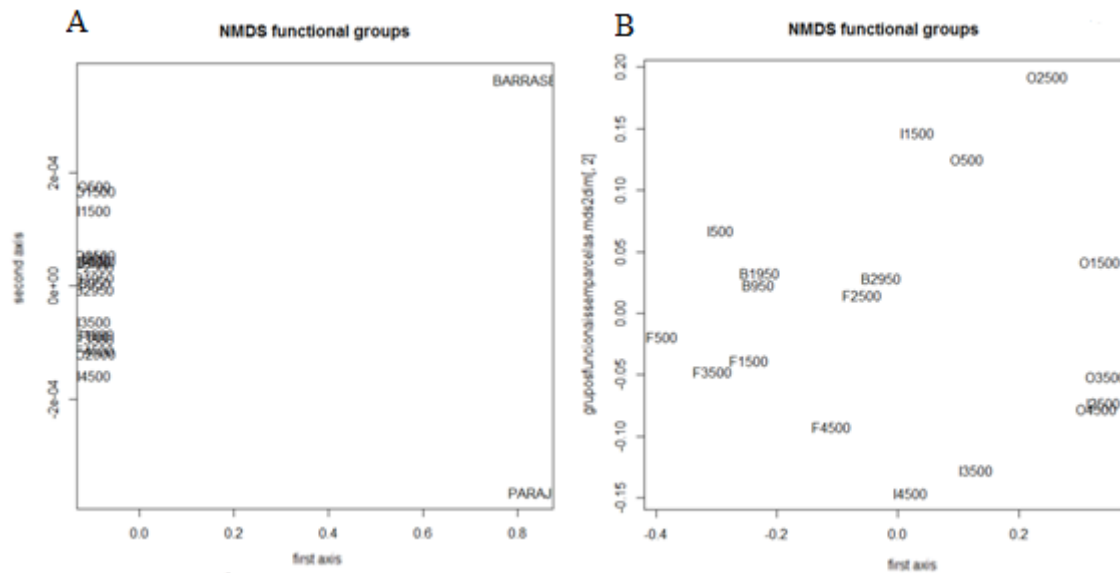 A
NMDS functional groups
BARRASE
2e-04
0e+00
-2e-04
second axis
O500
O1500
I1500
B2950
I3500
I4500
PARAJ
0.0 0.2 0.4 0.6 0.8
first axis
B
NMDS functional groups
gruposfuncionaissemparcelas.mds2dim[, 2]
0.20
0.15
0.10
0.05
0.00
-0.05
-0.10
-0.15
O2500
I1500
O500
I500
O1500
B1950
B950
B2950
F2500
F500
F1500
F3500
O3500
O4500
F4500
I3500
I4500
-0.4 -0.2 0.0 0.2
first axis